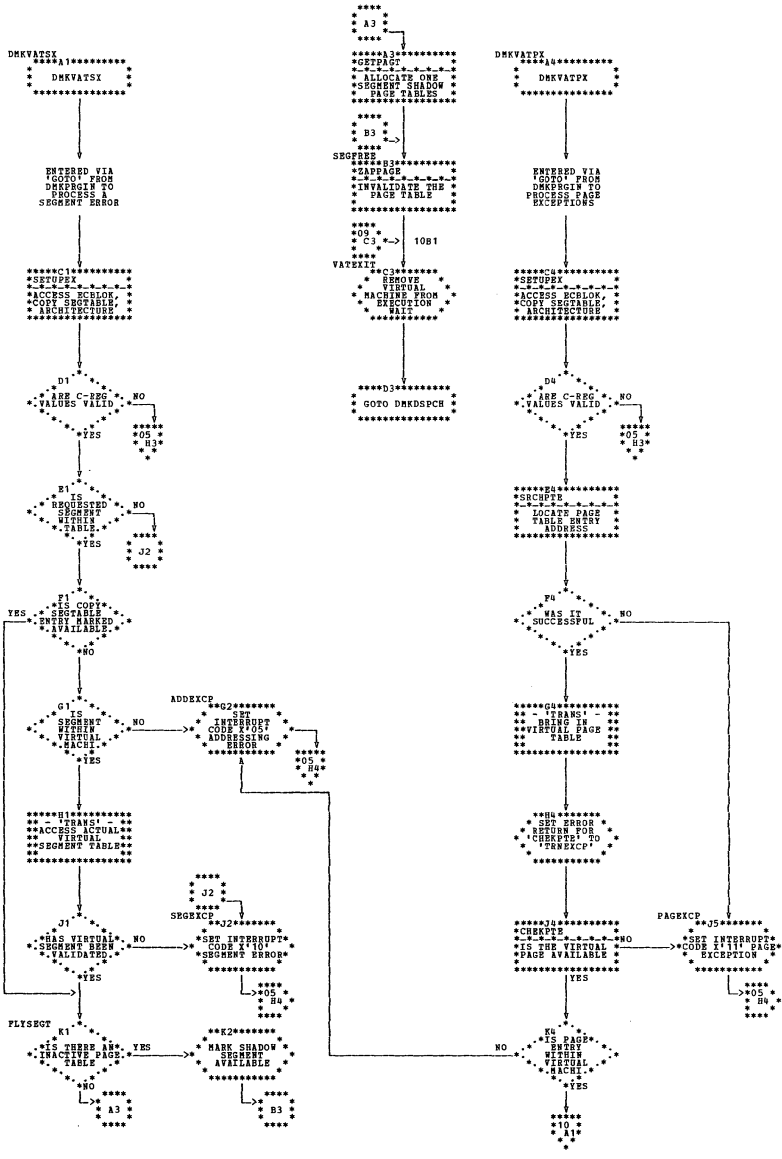 DMKVATSX
A1
DMKVATSX
ENTERED VIA
'GOTO' FROM
DMKPRGIN TO
PROCESS A
SEGMENT ERROR
C1
SETUPEX
ACCESS ECBLOK,
COPY SEGTABLE,
ARCHITECTURE
D1
ARE C-REG
VALUES VALID
NO
05
H3
YES
E1
IS
REQUESTED
SEGMENT
WITHIN
TABLE.
NO
J2
YES
F1
IS COPY
SEGTABLE
ENTRY MARKED
AVAILABLE.
YES
NO
G1
IS
SEGMENT
WITHIN
VIRTUAL
MACHI.
NO
YES
ADDEXCP
G2
SET
INTERRUPT
CODE X'05'
ADDRESSING
ERROR
05
H4
A
H1
- 'TRANS' -
ACCESS ACTUAL
VIRTUAL
SEGMENT TABLE
J1
HAS VIRTUAL
SEGMENT BEEN
VALIDATED.
NO
YES
J2
SEGEXCP
J2
SET INTERRUPT
CODE X'10'
SEGMENT ERROR
05
H4
FLYSEGT
K1
IS THERE AN
INACTIVE PAGE
TABLE
YES
NO
A3
K2
MARK SHADOW
SEGMENT
AVAILABLE
B3
A3
A3
GETPAGT
ALLOCATE ONE
SEGMENT SHADOW
PAGE TABLES
B3
SEGFREE
B3
ZAPPAGE
INVALIDATE THE
PAGE TABLE
09
C3
10B1
VATEXIT
C3
REMOVE
VIRTUAL
MACHINE FROM
EXECUTION
WAIT
D3
GOTO DMKDSPCH
DMKVATPX
A4
DMKVATPX
ENTERED VIA
'GOTO' FROM
DMKPRGIN TO
PROCESS PAGE
EXCEPTIONS
C4
SETUPEX
ACCESS ECBLOK,
COPY SEGTABLE,
ARCHITECTURE
D4
ARE C-REG
VALUES VALID
NO
05
H3
YES
E4
SRCHPTE
LOCATE PAGE
TABLE ENTRY
ADDRESS
F4
WAS IT
SUCCESSFUL
NO
YES
G4
- 'TRANS' -
BRING IN
VIRTUAL PAGE
TABLE
H4
SET ERROR
RETURN FOR
'CHEKPTE' TO
'TRNEXCP'
J4
CHEKPTE
IS THE VIRTUAL
PAGE AVAILABLE
NO
YES
PAGEXCP
J5
SET INTERRUPT
CODE X'11' PAGE
EXCEPTION
05
H4
K4
IS PAGE
ENTRY
WITHIN
VIRTUAL
MACHI.
NO
YES
10
A1